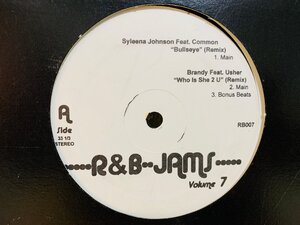 Syleena Johnson Feat. Common
"Bullseye" (Remix)
1. Main
Brandy Feat. Usher
"Who Is She 2 U" (Remix)
2. Main
3. Bonus Beats
A
Side
33 1/3
STEREO
RB007
R&B JAMS
Volume 7